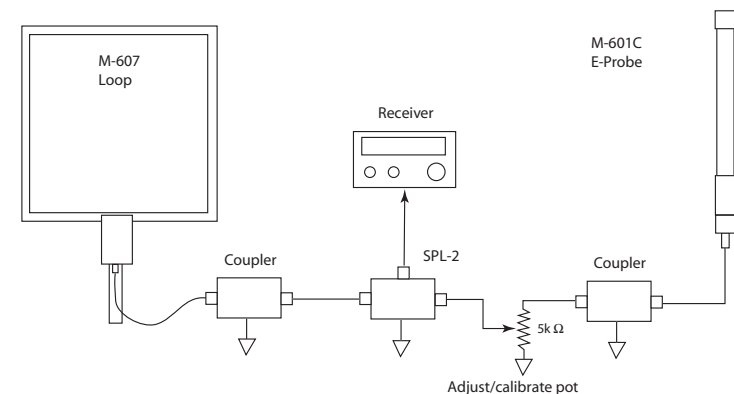 M-607
Loop
M-601C
E-Probe
Receiver
Coupler
SPL-2
Coupler
5k Ω
Adjust/calibrate pot